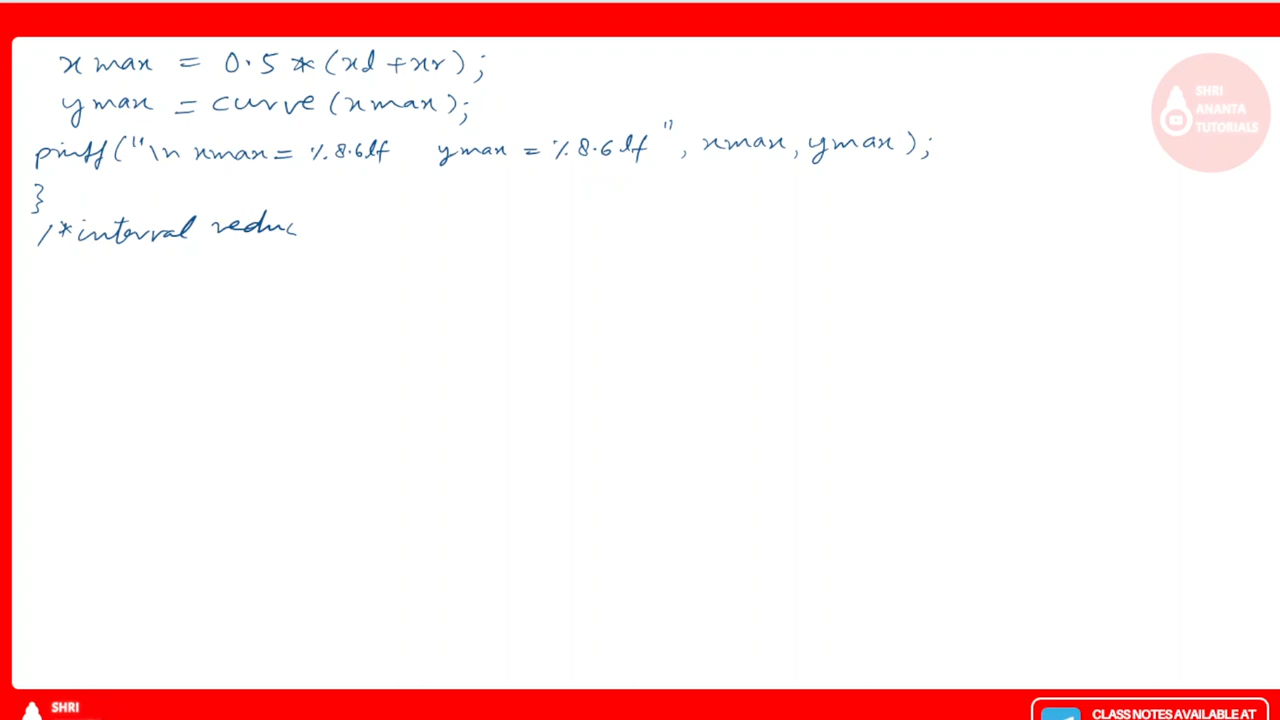 xmax = 0.5 * (xl + xr);
ymax = curve (xmax);
printf("\n xmax = %8.6lf ymax = %8.6lf", xmax, ymax);
}
/*interval reduc
SHRI
ANANTA
TUTORIALS
SHRI
CLASS NOTES AVAILABLE AT